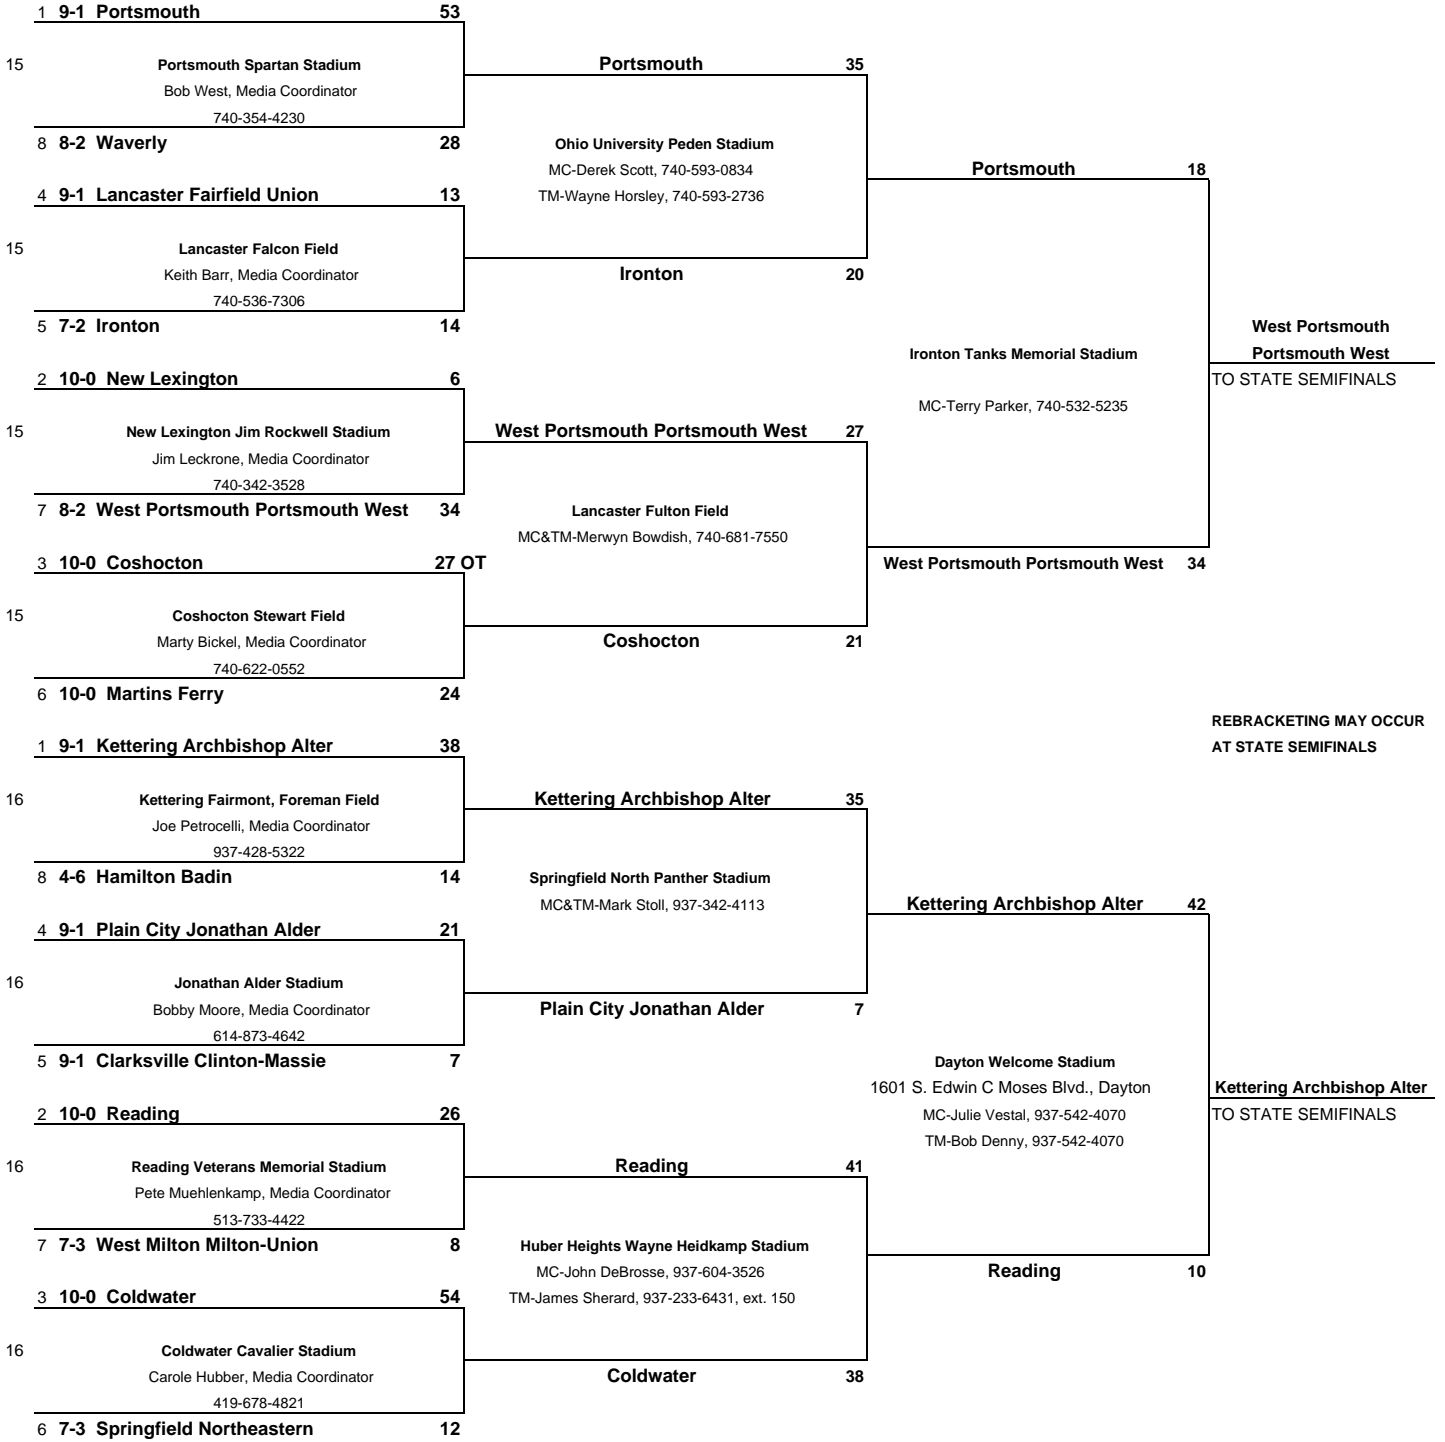 1 9-1 Portsmouth 53
15
Portsmouth Spartan Stadium
Bob West, Media Coordinator
740-354-4230
8 8-2 Waverly 28
4 9-1 Lancaster Fairfield Union 13
15
Lancaster Falcon Field
Keith Barr, Media Coordinator
740-536-7306
5 7-2 Ironton 14
2 10-0 New Lexington 6
15
New Lexington Jim Rockwell Stadium
Jim Leckrone, Media Coordinator
740-342-3528
7 8-2 West Portsmouth Portsmouth West 34
3 10-0 Coshocton 27 OT
15
Coshocton Stewart Field
Marty Bickel, Media Coordinator
740-622-0552
6 10-0 Martins Ferry 24
1 9-1 Kettering Archbishop Alter 38
16
Kettering Fairmont, Foreman Field
Joe Petrocelli, Media Coordinator
937-428-5322
8 4-6 Hamilton Badin 14
4 9-1 Plain City Jonathan Alder 21
16
Jonathan Alder Stadium
Bobby Moore, Media Coordinator
614-873-4642
5 9-1 Clarksville Clinton-Massie 7
2 10-0 Reading 26
16
Reading Veterans Memorial Stadium
Pete Muehlenkamp, Media Coordinator
513-733-4422
7 7-3 West Milton Milton-Union 8
3 10-0 Coldwater 54
16
Coldwater Cavalier Stadium
Carole Hubber, Media Coordinator
419-678-4821
6 7-3 Springfield Northeastern 12
Portsmouth 35
Ohio University Peden Stadium
MC-Derek Scott, 740-593-0834
TM-Wayne Horsley, 740-593-2736
Ironton 20
West Portsmouth Portsmouth West 27
Lancaster Fulton Field
MC&TM-Merwyn Bowdish, 740-681-7550
Coshocton 21
Kettering Archbishop Alter 35
Springfield North Panther Stadium
MC&TM-Mark Stoll, 937-342-4113
Plain City Jonathan Alder 7
Reading 41
Huber Heights Wayne Heidkamp Stadium
MC-John DeBrosse, 937-604-3526
TM-James Sherard, 937-233-6431, ext. 150
Coldwater 38
Portsmouth 18
Ironton Tanks Memorial Stadium
MC-Terry Parker, 740-532-5235
West Portsmouth Portsmouth West 34
Kettering Archbishop Alter 42
Dayton Welcome Stadium
1601 S. Edwin C Moses Blvd., Dayton
MC-Julie Vestal, 937-542-4070
TM-Bob Denny, 937-542-4070
Reading 10
West Portsmouth
Portsmouth West
TO STATE SEMIFINALS
REBRACKETING MAY OCCUR
AT STATE SEMIFINALS
Kettering Archbishop Alter
TO STATE SEMIFINALS